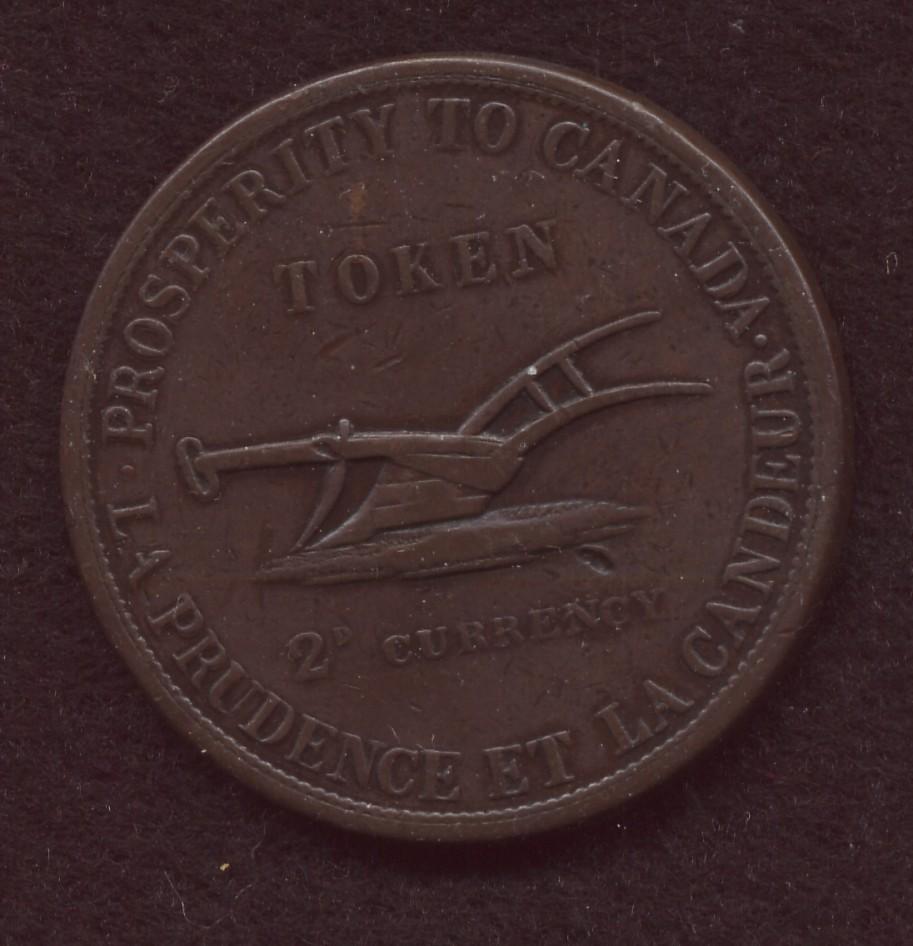 · PROSPERITY TO CANADA ·
LA PRUDENCE ET LA CANDEUR
TOKEN
2D CURRENCY